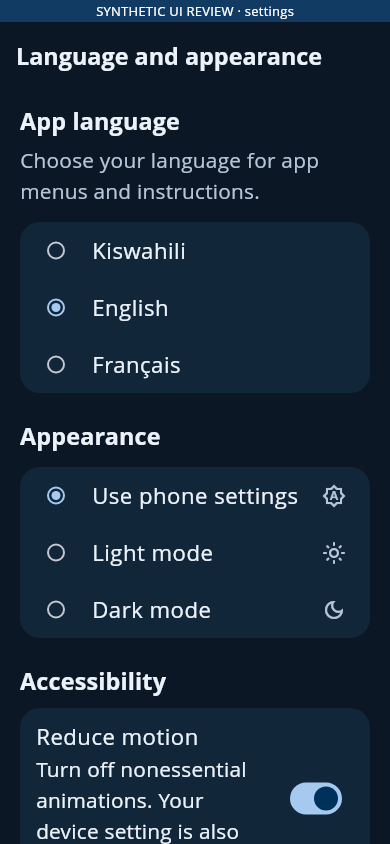 SYNTHETIC UI REVIEW · settings
Language and appearance
App language
Choose your language for app
menus and instructions.
Kiswahili
English
Français
Appearance
Use phone settings
Light mode
Dark mode
Accessibility
Reduce motion
Turn off nonessential
animations. Your
device setting is also